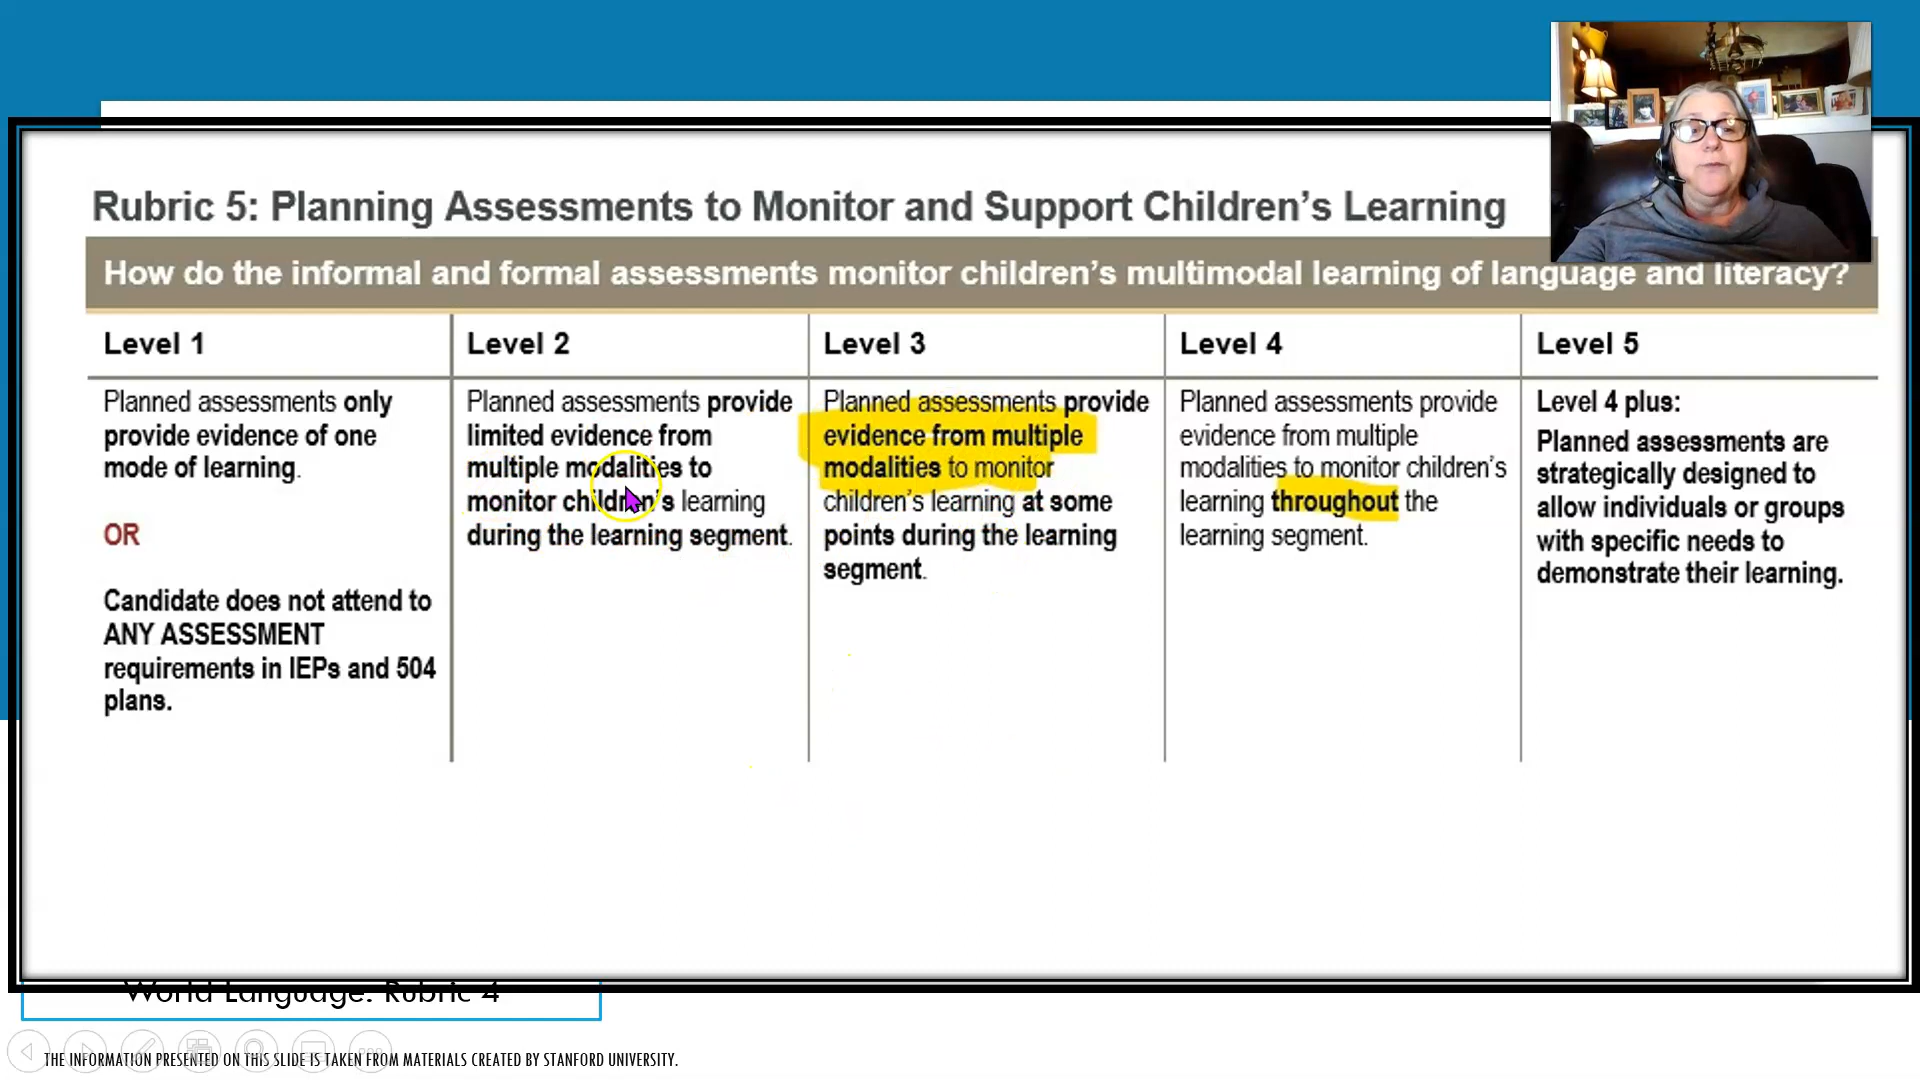 Rubric 5: Planning Assessments to Monitor and Support Children’s Learning
How do the informal and formal assessments monitor children’s multimodal learning of language and literacy?
Level 1
Planned assessments only
provide evidence of one
mode of learning.
OR
Candidate does not attend to
ANY ASSESSMENT
requirements in IEPs and 504
plans.
Level 2
Planned assessments provide
limited evidence from
multiple modalities to
monitor children's learning
during the learning segment.
Level 3
Planned assessments provide
evidence from multiple
modalities to monitor
children’s learning at some
points during the learning
segment.
Level 4
Planned assessments provide
evidence from multiple
modalities to monitor children’s
learning throughout the
learning segment.
Level 5
Level 4 plus:
Planned assessments are
strategically designed to
allow individuals or groups
with specific needs to
demonstrate their learning.
World Language: Rubric 4
THE INFORMATION PRESENTED ON THIS SLIDE IS TAKEN FROM MATERIALS CREATED BY STANFORD UNIVERSITY.